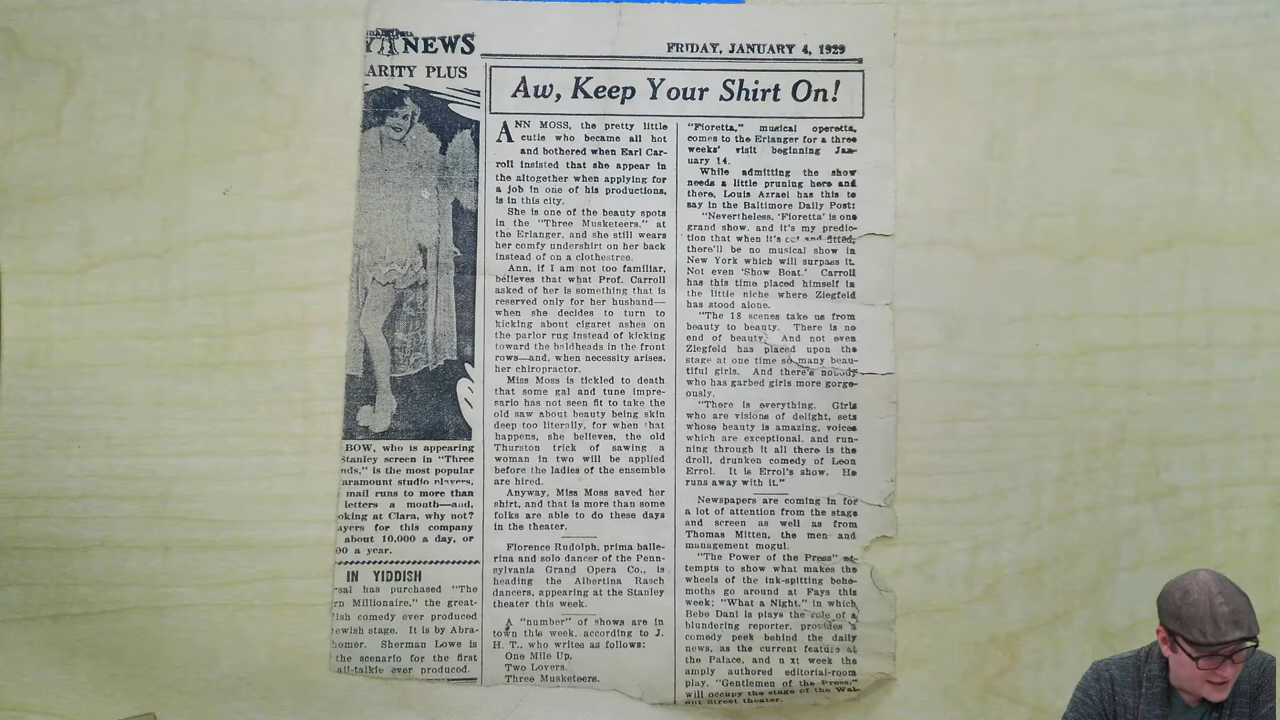 NEWS
FRIDAY, JANUARY 4, 1929
ARITY PLUS
BOW, who is appearing
Stanley screen in "Three
nds," is the most popular
aramount studio players,
mail runs to more than
letters a month—and,
oking at Clara, why not?
ayers for this company
about 10,000 a day, or
00 a year.
IN YIDDISH
sal has purchased "The
rn Millionaire," the great-
ish comedy ever produced
ewish stage. It is by Abra-
homer. Sherman Lowe is
the scenario for the first
all-talkie ever produced.
Aw, Keep Your Shirt On!
ANN MOSS, the pretty little
cutie who became all hot
and bothered when Earl Car-
roll insisted that she appear in
the altogether when applying for
a job in one of his productions,
is in this city.
She is one of the beauty spots
in the "Three Musketeers," at
the Erlanger, and she still wears
her comfy undershirt on her back
instead of on a clothestree.
Ann, if I am not too familiar,
believes that what Prof. Carroll
asked of her is something that is
reserved only for her husband—
when she decides to turn to
kicking about cigaret ashes on
the parlor rug instead of kicking
toward the baldheads in the front
rows—and, when necessity arises,
her chiropractor.
Miss Moss is tickled to death
that some gal and tune impre-
sario has not seen fit to take the
old saw about beauty being skin
deep too literally, for when that
happens, she believes, the old
Thurston trick of sawing a
woman in two will be applied
before the ladies of the ensemble
are hired.
Anyway, Miss Moss saved her
shirt, and that is more than some
folks are able to do these days
in the theater.
Florence Rudolph, prima balle-
rina and solo dancer of the Penn-
sylvania Grand Opera Co., is
heading the Albertina Rasch
dancers, appearing at the Stanley
theater this week.
A "number" of shows are in
town this week, according to J.
H. T., who writes as follows:
One Mile Up.
Two Lovers.
Three Musketeers.
"Fioretta," musical operetta,
comes to the Erlanger for a three
weeks' visit beginning Jan-
uary 14.
While admitting the show
needs a little pruning here and
there, Louis Azrael has this to
say in the Baltimore Daily Post:
"Nevertheless, 'Fioretta' is one
grand show, and it's my predic-
tion that when it's cut and fitted,
there'll be no musical show in
New York which will surpass it.
Not even 'Show Boat.' Carroll
has this time placed himself in
the little niche where Ziegfeld
has stood alone.
"The 18 scenes take us from
beauty to beauty. There is no
end of beauty. And not even
Ziegfeld has placed upon the
stage at one time so many beau-
tiful girls. And there's nobody
who has garbed girls more gorge-
ously.
"There is everything. Girls
who are visions of delight, sets
whose beauty is amazing, voices
which are exceptional, and run-
ning through it all there is the
droll, drunken comedy of Leon
Errol. It is Errol's show. He
runs away with it."
Newspapers are coming in for
a lot of attention from the stage
and screen as well as from
Thomas Mitten, the men and
management mogul.
"The Power of the Press" at-
tempts to show what makes the
wheels of the ink-spitting behe-
moths go around at Fays this
week; "What a Night," in which
Bebe Dani ls plays the role of a
blundering reporter, provides a
comedy peek behind the daily
news, as the current feature at
the Palace, and n xt week the
amply authored editorial-room
play, "Gentlemen of the Press,"
will occupy the stage of the Wal-
nut Street theater.